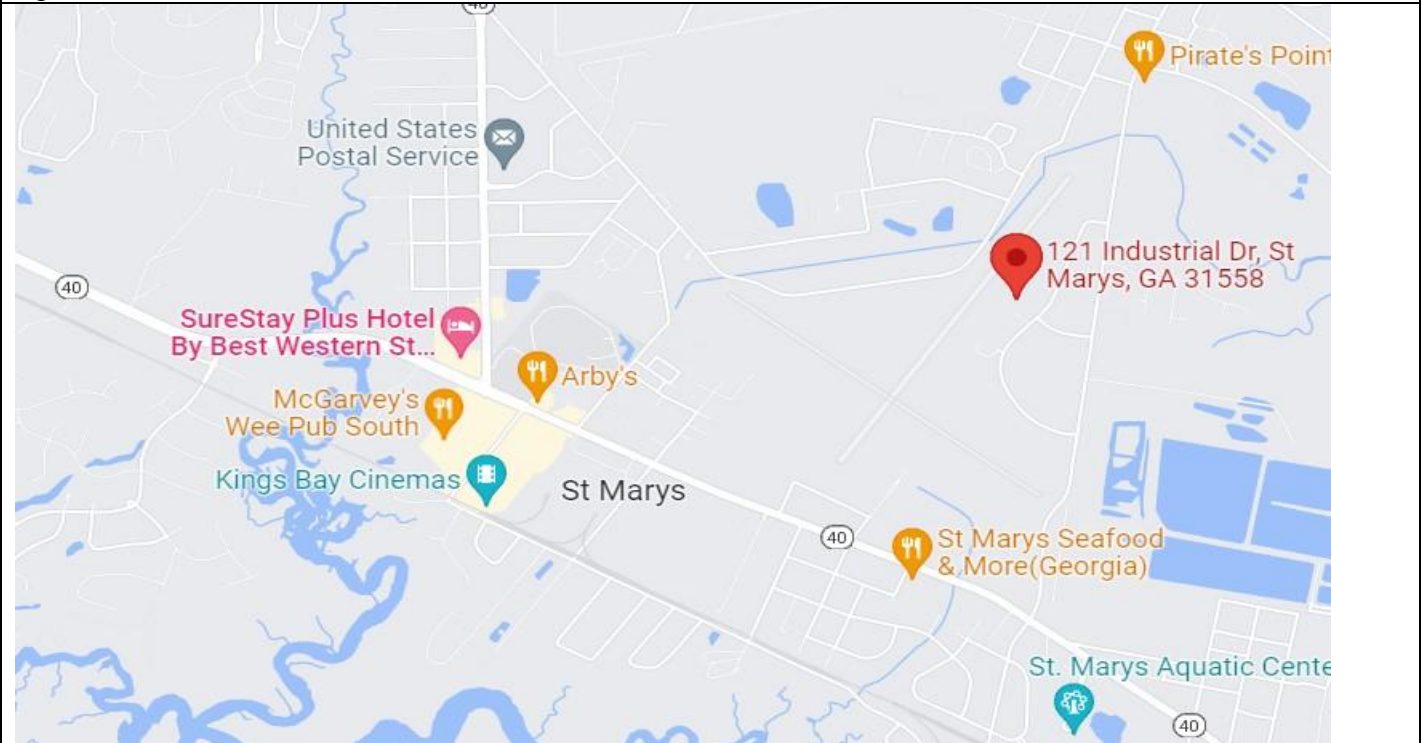 40
Pirate's Point
United States
Postal Service
121 Industrial Dr, St
Marys, GA 31558
40
SureStay Plus Hotel
By Best Western St...
Arby's
McGarvey's
Wee Pub South
Kings Bay Cinemas
St Marys
40
St Marys Seafood
& More(Georgia)
St. Marys Aquatic Cente
40